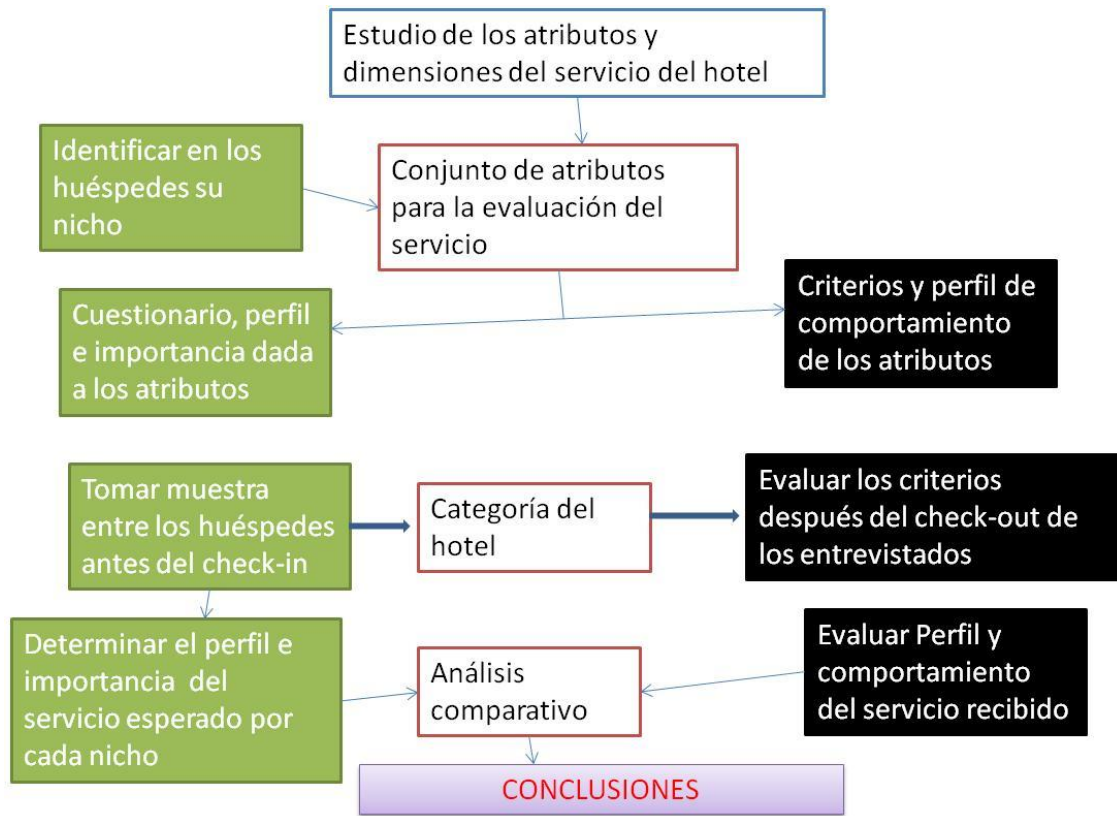 Estudio de los atributos y
dimensiones del servicio del hotel
Identificar en los
huéspedes su
nicho
Conjunto de atributos
para la evaluación del
servicio
Cuestionario, perfil
e importancia dada
a los atributos
Criterios y perfil de
comportamiento
de los atributos
Tomar muestra
entre los huéspedes
antes del check-in
Categoría del
hotel
Evaluar los criterios
después del check-out de
los entrevistados
Determinar el perfil e
importancia del
servicio esperado por
cada nicho
Análisis
comparativo
Evaluar Perfil y
comportamiento
del servicio recibido
CONCLUSIONES